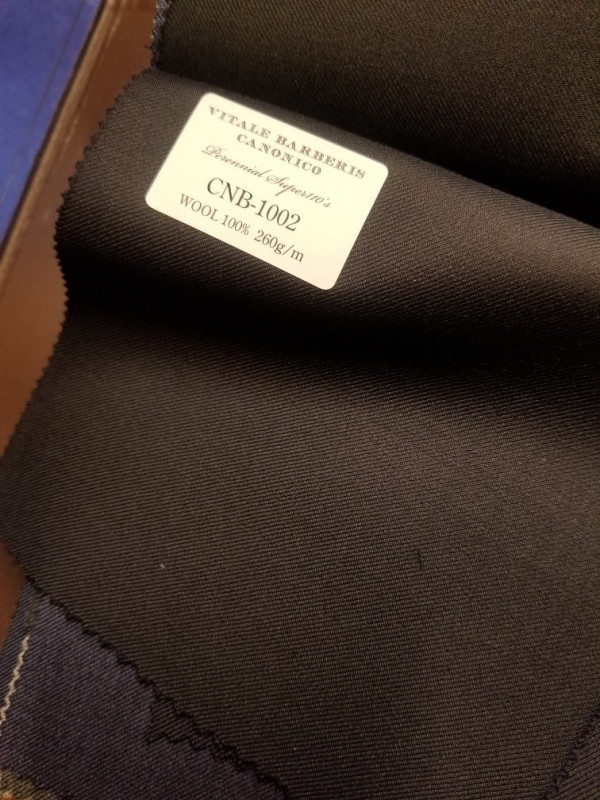 VITALE BARBERIS
CANONICO
Perennial Super110's
CNB-1002
WOOL 100% 260g/m